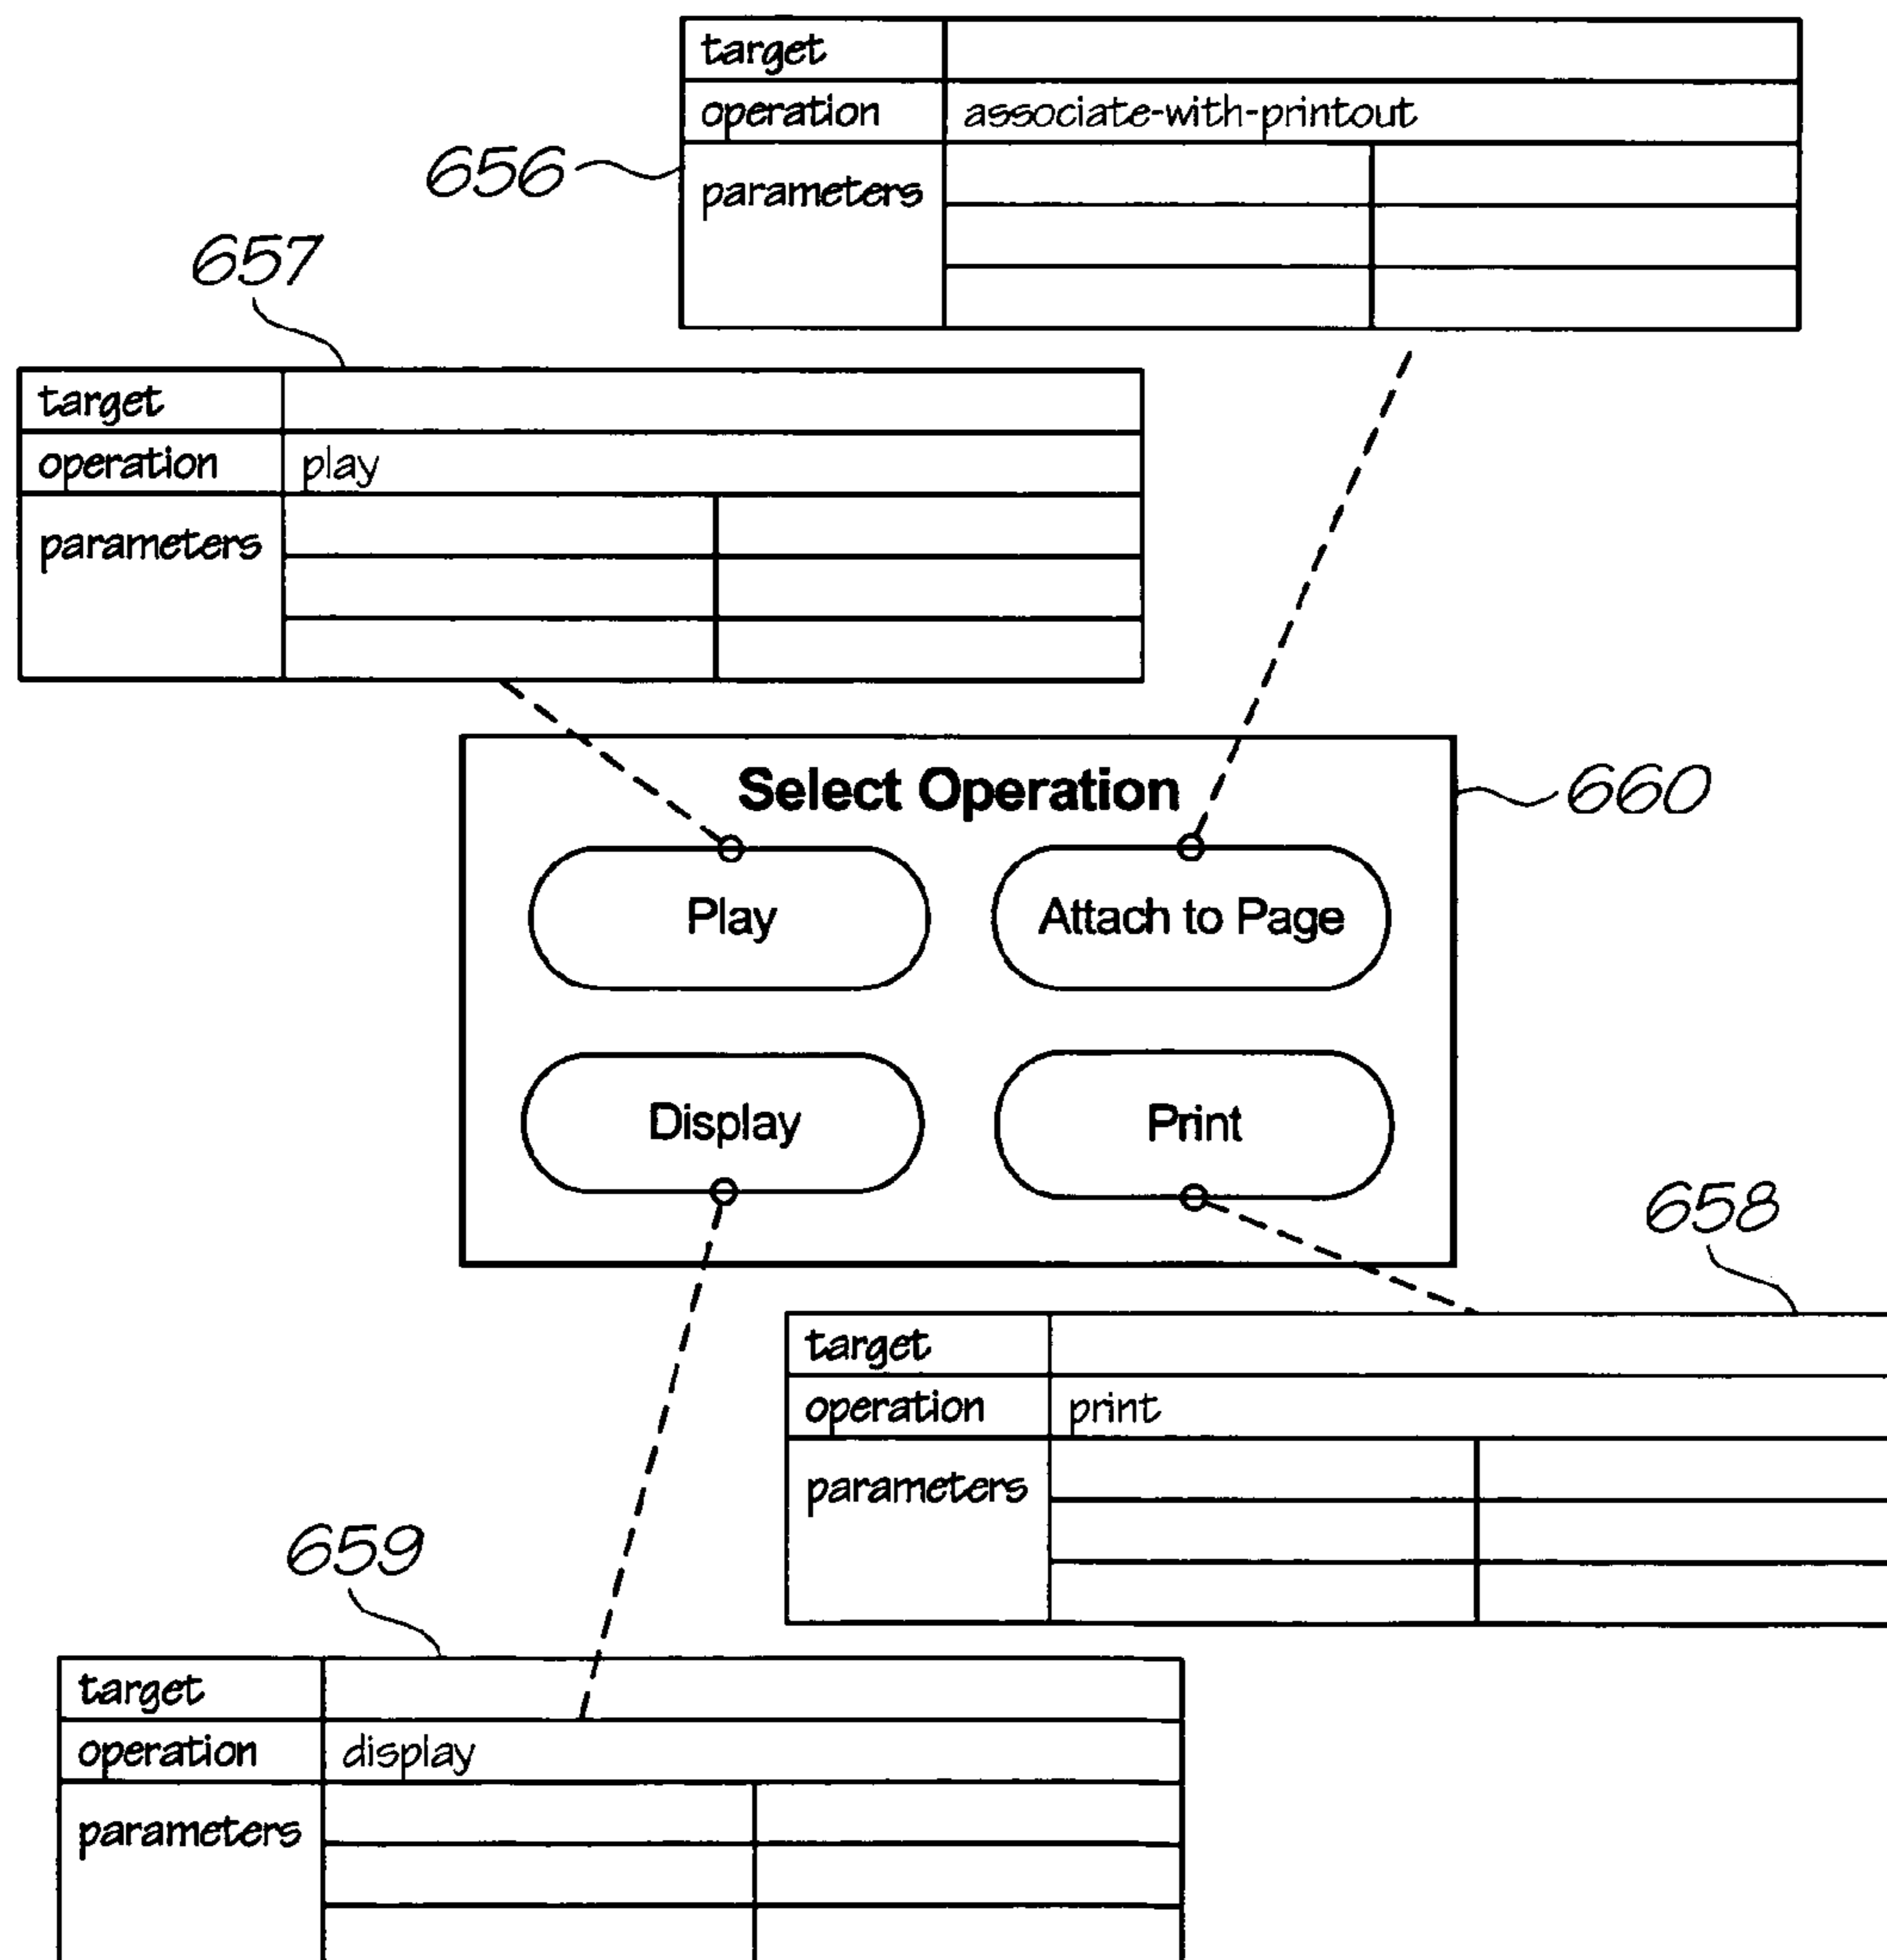 target
operation associate-with-printout
656
parameters
657
target
operation play
parameters
Select Operation
660
Play Attach to Page
Display Print
658
target
operation print
parameters
659
target
operation display
parameters